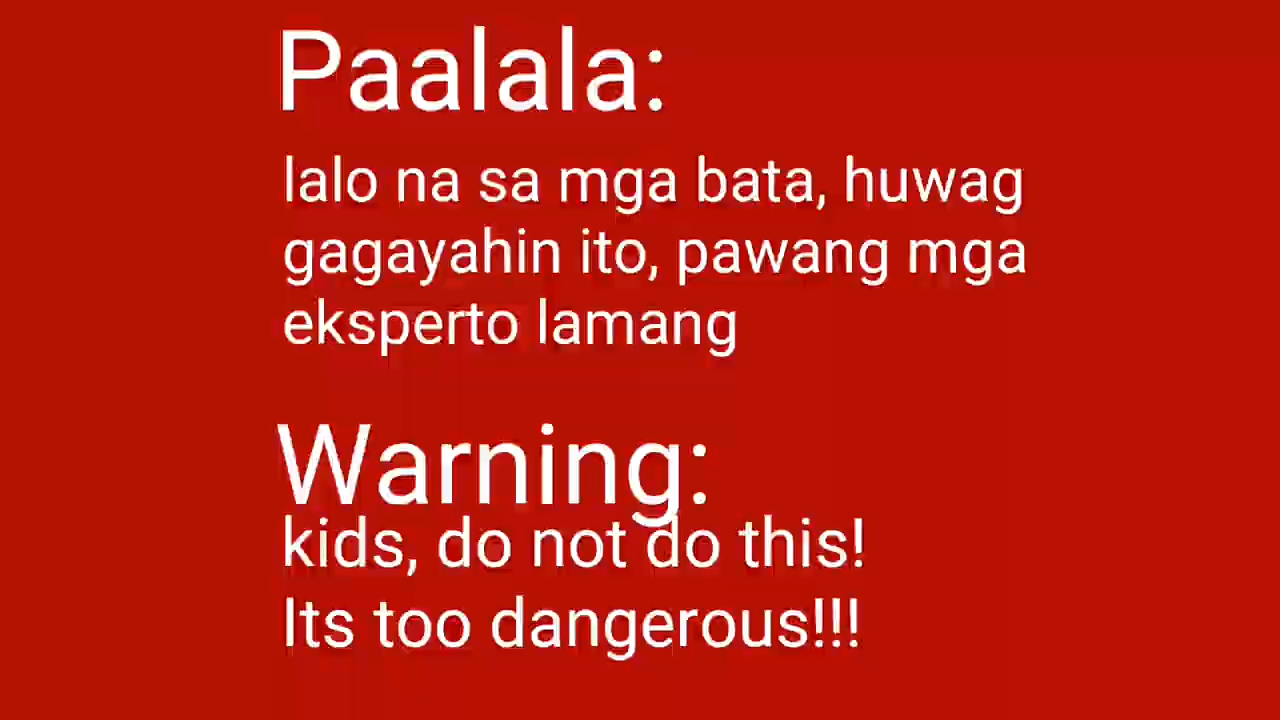 Paalala:
lalo na sa mga bata, huwag
gagayahin ito, pawang mga
eksperto lamang
Warning:
kids, do not do this!
Its too dangerous!!!